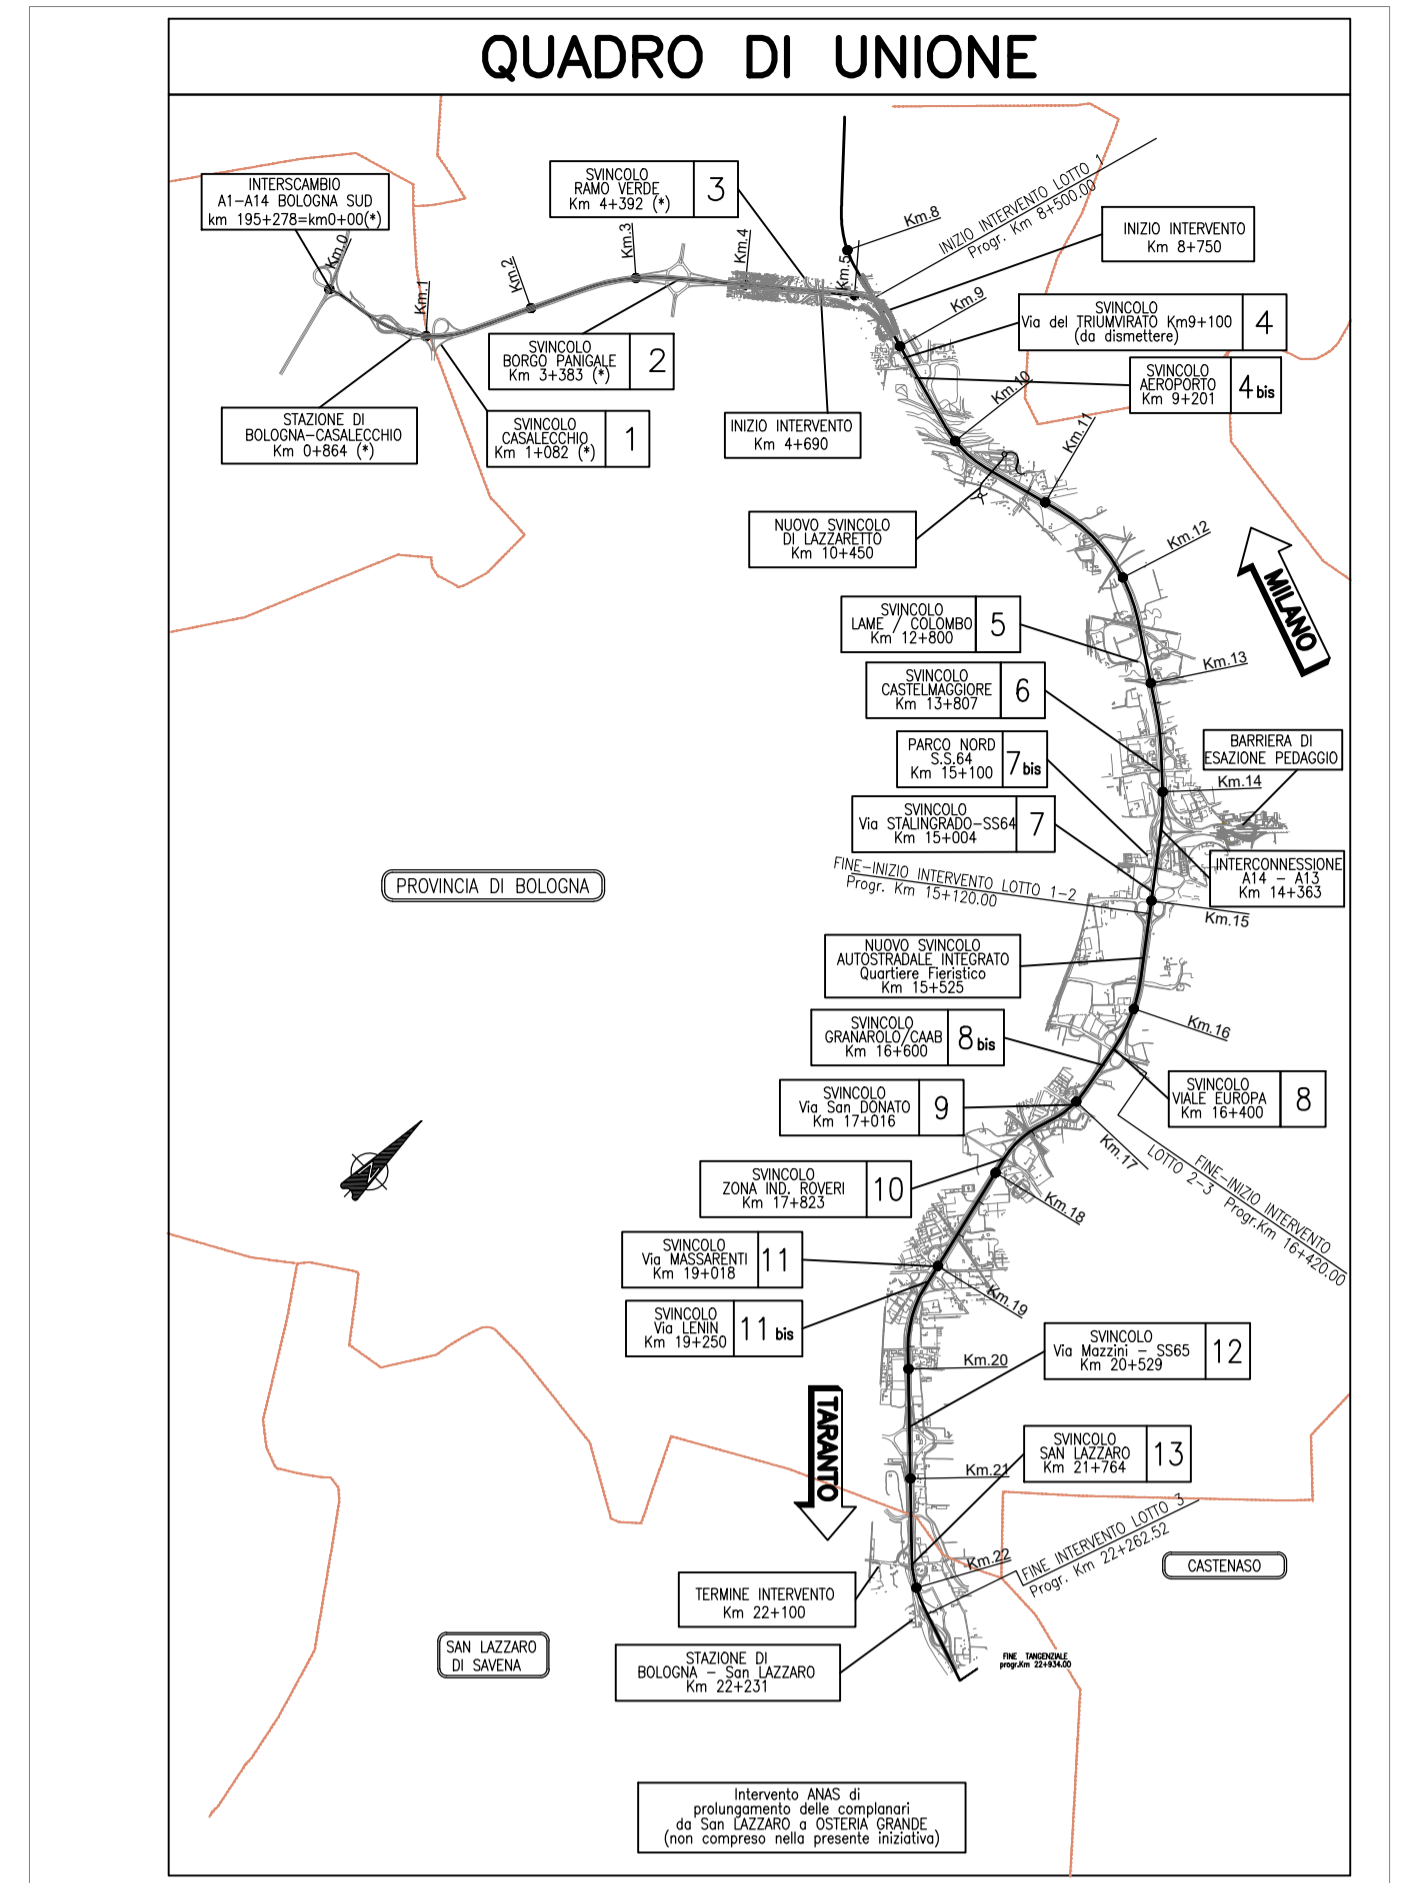 QUADRO DI UNIONE
INTERSCAMBIO
A1-A14 BOLOGNA SUD
km 195+278=km0+00(*)
SVINCOLO
RAMO VERDE
Km 4+392 (*)
3
Km.0
Km.1
Km.2
Km.3
Km.4
Km.5
Km.8
INIZIO INTERVENTO LOTTO 1
Progr. Km 8+500.00
INIZIO INTERVENTO
Km 8+750
Km.9
SVINCOLO
Via del TRIUMVIRATO Km9+100
(da dismettere)
4
SVINCOLO
BORGO PANIGALE
Km 3+383 (*)
2
SVINCOLO
AEROPORTO
Km 9+201
4 bis
Km.10
STAZIONE DI
BOLOGNA-CASALECCHIO
Km 0+864 (*)
SVINCOLO
CASALECCHIO
Km 1+082 (*)
1
INIZIO INTERVENTO
Km 4+690
Km.11
NUOVO SVINCOLO
DI LAZZARETTO
Km 10+450
Km.12
MILANO
SVINCOLO
LAME / COLOMBO
Km 12+800
5
Km.13
SVINCOLO
CASTELMAGGIORE
Km 13+807
6
PARCO NORD
S.S.64
Km 15+100
7 bis
BARRIERA DI
ESAZIONE PEDAGGIO
Km.14
SVINCOLO
Via STALINGRADO-SS64
Km 15+004
7
FINE-INIZIO INTERVENTO LOTTO 1-2
Progr. Km 15+120.00
INTERCONNESSIONE
A14 - A13
Km 14+363
PROVINCIA DI BOLOGNA
Km.15
NUOVO SVINCOLO
AUTOSTRADALE INTEGRATO
Quartiere Fieristico
Km 15+525
Km.16
SVINCOLO
GRANAROLO/CAAB
Km 16+600
8 bis
SVINCOLO
VIALE EUROPA
Km 16+400
8
SVINCOLO
Via San DONATO
Km 17+016
9
Km.17
FINE-INIZIO INTERVENTO
LOTTO 2-3 Progr.Km 16+420.00
SVINCOLO
ZONA IND. ROVERI
Km 17+823
10
Km.18
SVINCOLO
Via MASSARENTI
Km 19+018
11
Km.19
SVINCOLO
Via LENIN
Km 19+250
11 bis
SVINCOLO
Via Mazzini - SS65
Km 20+529
12
Km.20
TARANTO
SVINCOLO
SAN LAZZARO
Km 21+764
13
Km.21
FINE INTERVENTO LOTTO 3
Progr. Km 22+262.52
Km.22
CASTENASO
TERMINE INTERVENTO
Km 22+100
SAN LAZZARO
DI SAVENA
STAZIONE DI
BOLOGNA - San LAZZARO
Km 22+231
FINE TANGENZIALE
progr.Km 22+934.00
Intervento ANAS di
prolungamento delle complanari
da San LAZZARO a OSTERIA GRANDE
(non compreso nella presente iniziativa)